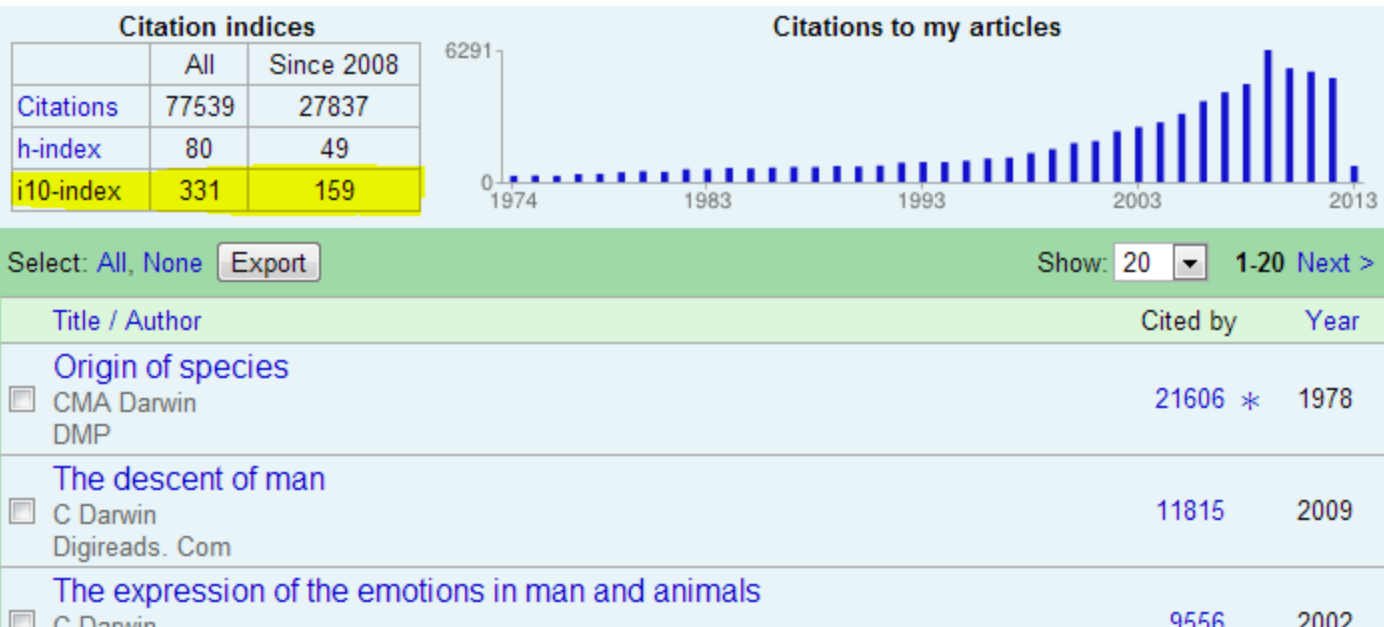 Citation indices
All Since 2008
Citations 77539 27837
h-index 80 49
i10-index 331 159
Citations to my articles
6291
0
1974 1983 1993 2003 2013
Select: All, None Export Show: 20 1-20 Next >
Title / Author Cited by Year
Origin of species
CMA Darwin 21606 * 1978
DMP
The descent of man
C Darwin 11815 2009
Digireads. Com
The expression of the emotions in man and animals
C Darwin 9556 2002